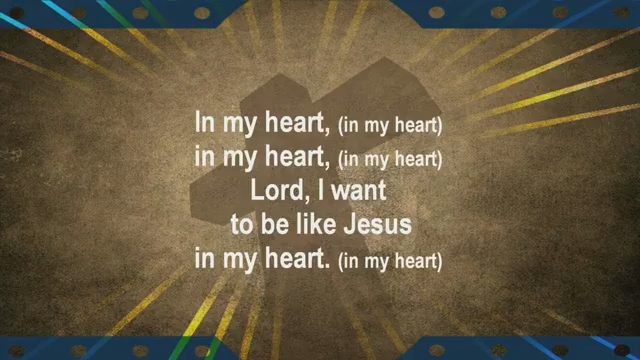 In my heart, (in my heart)
in my heart, (in my heart)
Lord, I want
to be like Jesus
in my heart. (in my heart)